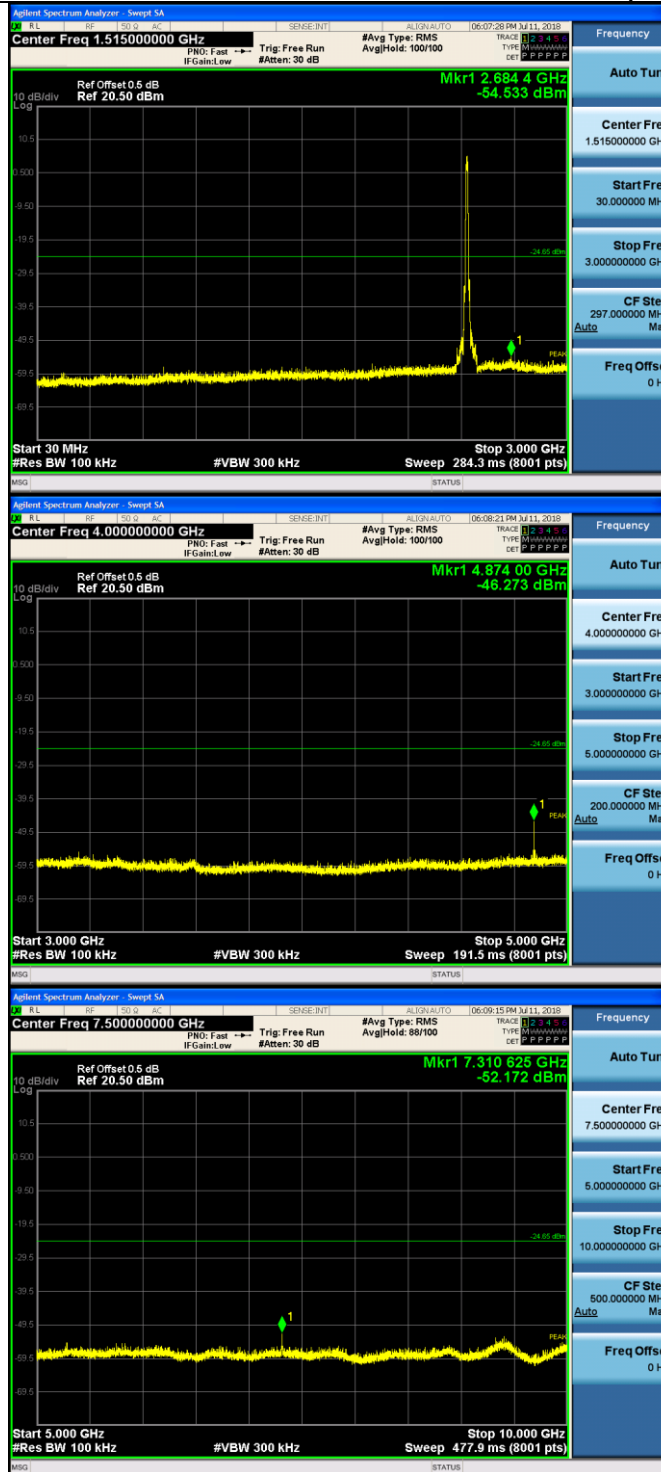 Agilent Spectrum Analyzer - Swept SA
RL RF 50 Ω AC SENSE:INT ALIGNAUTO 06:07:28 PM Jul 11, 2018
Center Freq 1.515000000 GHz #Avg Type: RMS TRACE 1 2 3 4 5 6
PNO: Fast Trig: Free Run Avg|Hold: 100/100 TYPE M
IFGain:Low #Atten: 30 dB DET P P P P P P
Mkr1 2.684 4 GHz
Ref Offset 0.5 dB
10 dB/div Ref 20.50 dBm -54.533 dBm
Log
10.5
0.500
-9.50
-19.5
-24.65 dBm
-29.5
-39.5
-49.5
1
PEAK
-59.5
-69.5
Start 30 MHz Stop 3.000 GHz
#Res BW 100 kHz #VBW 300 kHz Sweep 284.3 ms (8001 pts)
MSG STATUS
Frequency
Auto Tun
Center Fre
1.515000000 GH
Start Fre
30.000000 MH
Stop Fre
3.000000000 GH
CF Ste
297.000000 MH
Auto Ma
Freq Offse
0 H
Agilent Spectrum Analyzer - Swept SA
RL RF 50 Ω AC SENSE:INT ALIGNAUTO 06:08:21 PM Jul 11, 2018
Center Freq 4.000000000 GHz #Avg Type: RMS TRACE 1 2 3 4 5 6
PNO: Fast Trig: Free Run Avg|Hold: 100/100 TYPE M
IFGain:Low #Atten: 30 dB DET P P P P P P
Mkr1 4.874 00 GHz
Ref Offset 0.5 dB
10 dB/div Ref 20.50 dBm -46.273 dBm
Log
10.5
0.500
-9.50
-19.5
-24.65 dBm
-29.5
-39.5
1
PEAK
-49.5
-59.5
-69.5
Start 3.000 GHz Stop 5.000 GHz
#Res BW 100 kHz #VBW 300 kHz Sweep 191.5 ms (8001 pts)
MSG STATUS
Frequency
Auto Tun
Center Fre
4.000000000 GH
Start Fre
3.000000000 GH
Stop Fre
5.000000000 GH
CF Ste
200.000000 MH
Auto Ma
Freq Offse
0 H
Agilent Spectrum Analyzer - Swept SA
RL RF 50 Ω AC SENSE:INT ALIGNAUTO 06:09:15 PM Jul 11, 2018
Center Freq 7.500000000 GHz #Avg Type: RMS TRACE 1 2 3 4 5 6
PNO: Fast Trig: Free Run Avg|Hold: 88/100 TYPE M
IFGain:Low #Atten: 30 dB DET P P P P P P
Mkr1 7.310 625 GHz
Ref Offset 0.5 dB
10 dB/div Ref 20.50 dBm -52.172 dBm
Log
10.5
0.500
-9.50
-19.5
-24.65 dBm
-29.5
-39.5
-49.5
1
PEAK
-59.5
-69.5
Start 5.000 GHz Stop 10.000 GHz
#Res BW 100 kHz #VBW 300 kHz Sweep 477.9 ms (8001 pts)
MSG STATUS
Frequency
Auto Tun
Center Fre
7.500000000 GH
Start Fre
5.000000000 GH
Stop Fre
10.000000000 GH
CF Ste
500.000000 MH
Auto Ma
Freq Offse
0 H